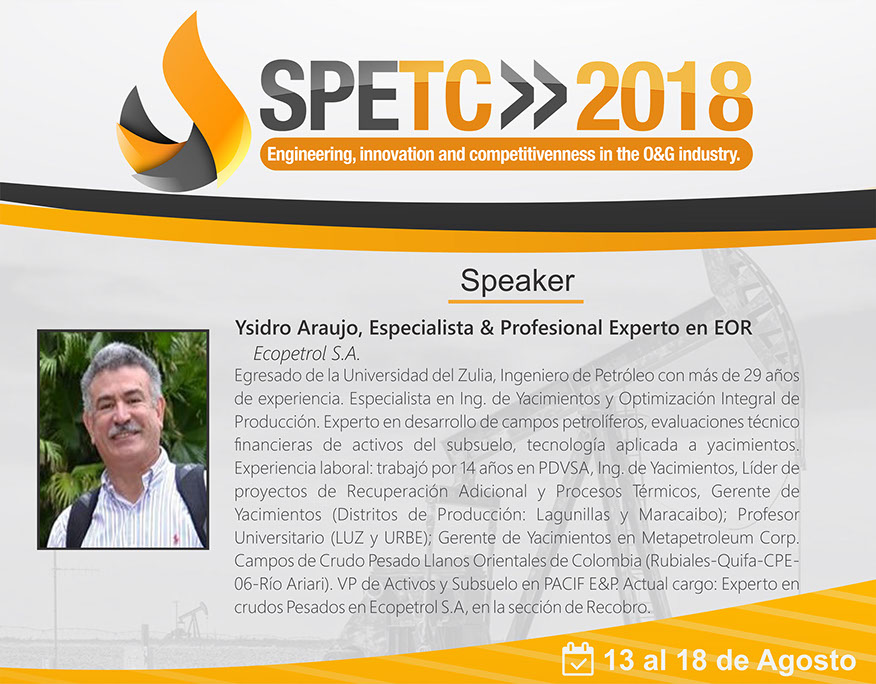 SPETC 2018
Engineering, innovation and competitivenness in the O&G industry.
Speaker
Ysidro Araujo, Especialista & Profesional Experto en EOR
Ecopetrol S.A.
Egresado de la Universidad del Zulia, Ingeniero de Petróleo con más de 29 años
de experiencia. Especialista en Ing. de Yacimientos y Optimización Integral de
Producción. Experto en desarrollo de campos petrolíferos, evaluaciones técnico
financieras de activos del subsuelo, tecnología aplicada a yacimientos.
Experiencia laboral: trabajó por 14 años en PDVSA, Ing. de Yacimientos, Líder de
proyectos de Recuperación Adicional y Procesos Térmicos, Gerente de
Yacimientos (Distritos de Producción: Lagunillas y Maracaibo); Profesor
Universitario (LUZ y URBE); Gerente de Yacimientos en Metapetroleum Corp.
Campos de Crudo Pesado Llanos Orientales de Colombia (Rubiales-Quifa-CPE-
06-Río Ariari). VP de Activos y Subsuelo en PACIF E&P. Actual cargo: Experto en
crudos Pesados en Ecopetrol S.A, en la sección de Recobro.
13 al 18 de Agosto